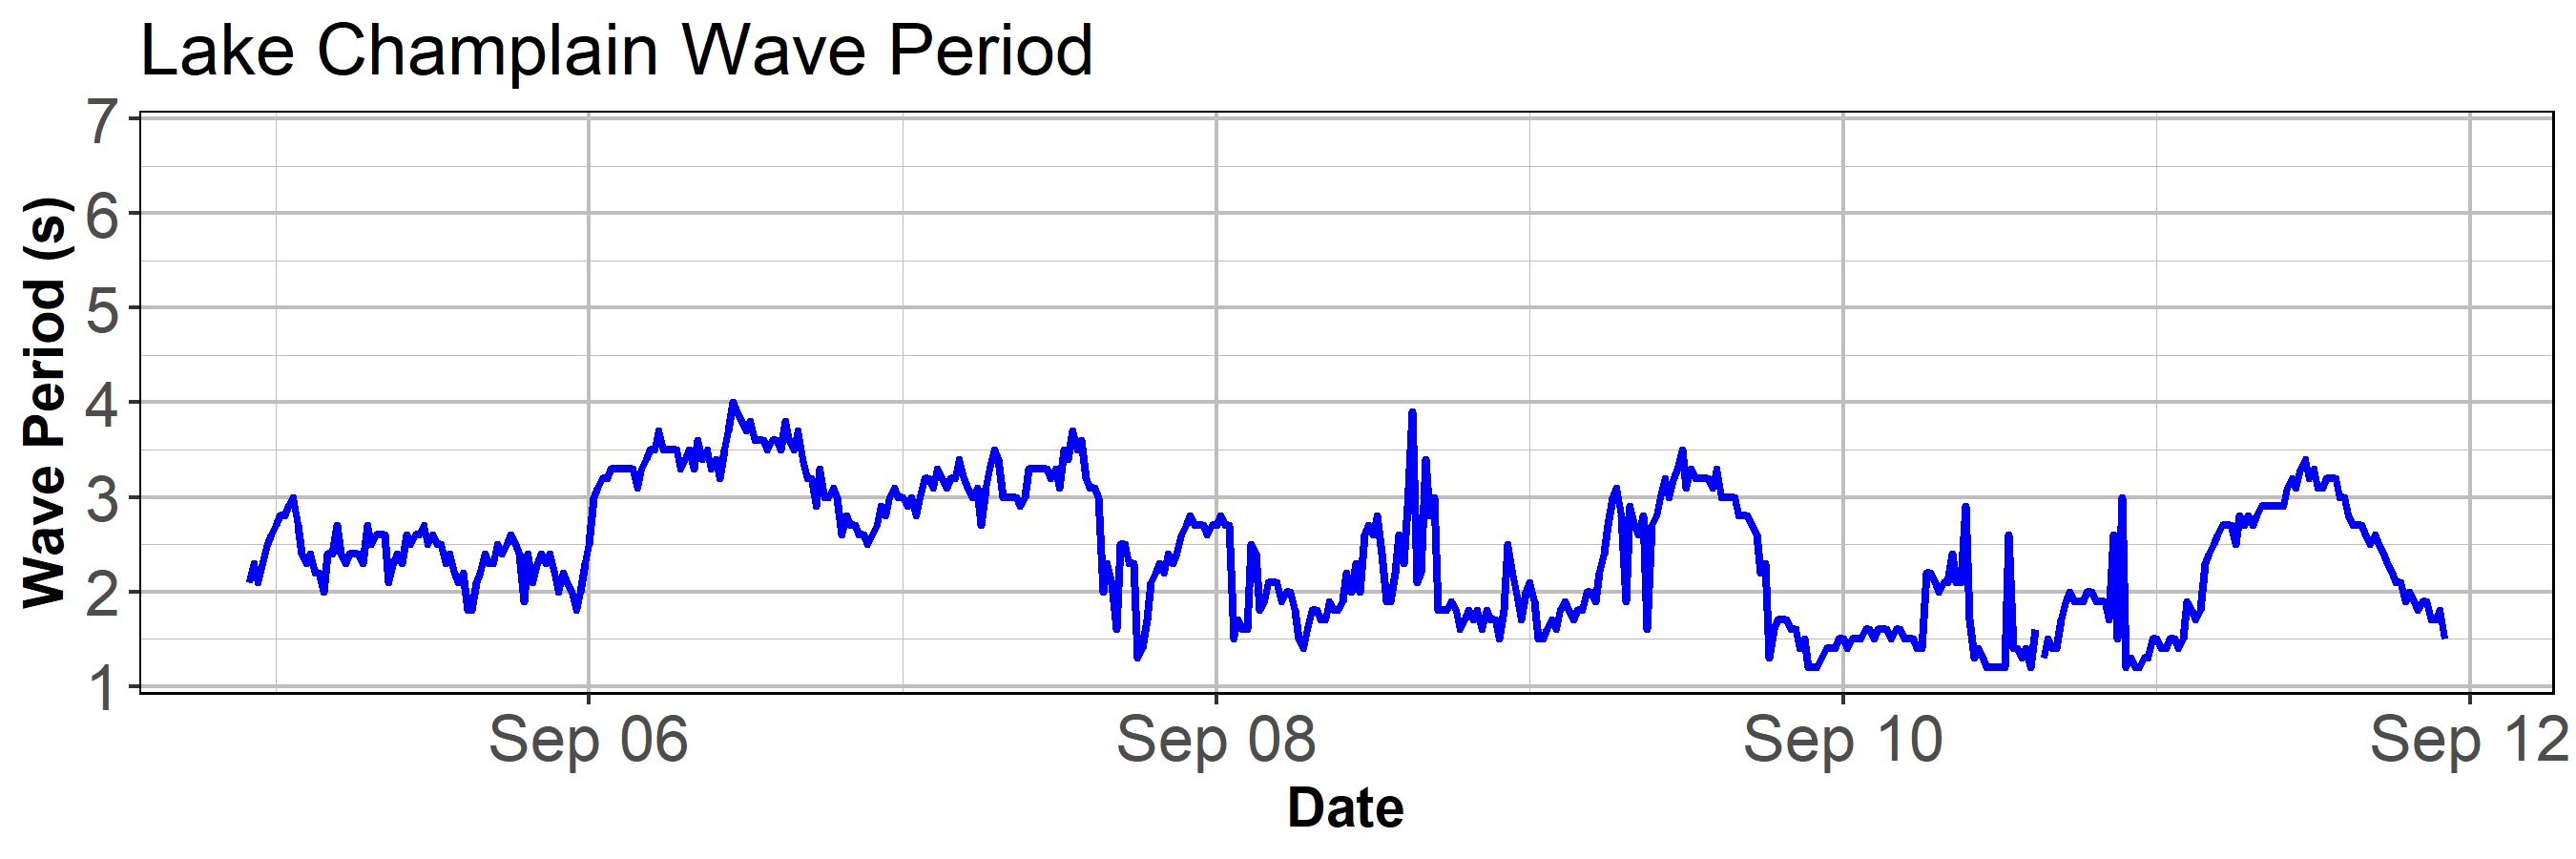 Lake Champlain Wave Period
Wave Period (s)
7
6
5
4
3
2
1
Sep 06
Sep 08
Sep 10
Sep 12
Date